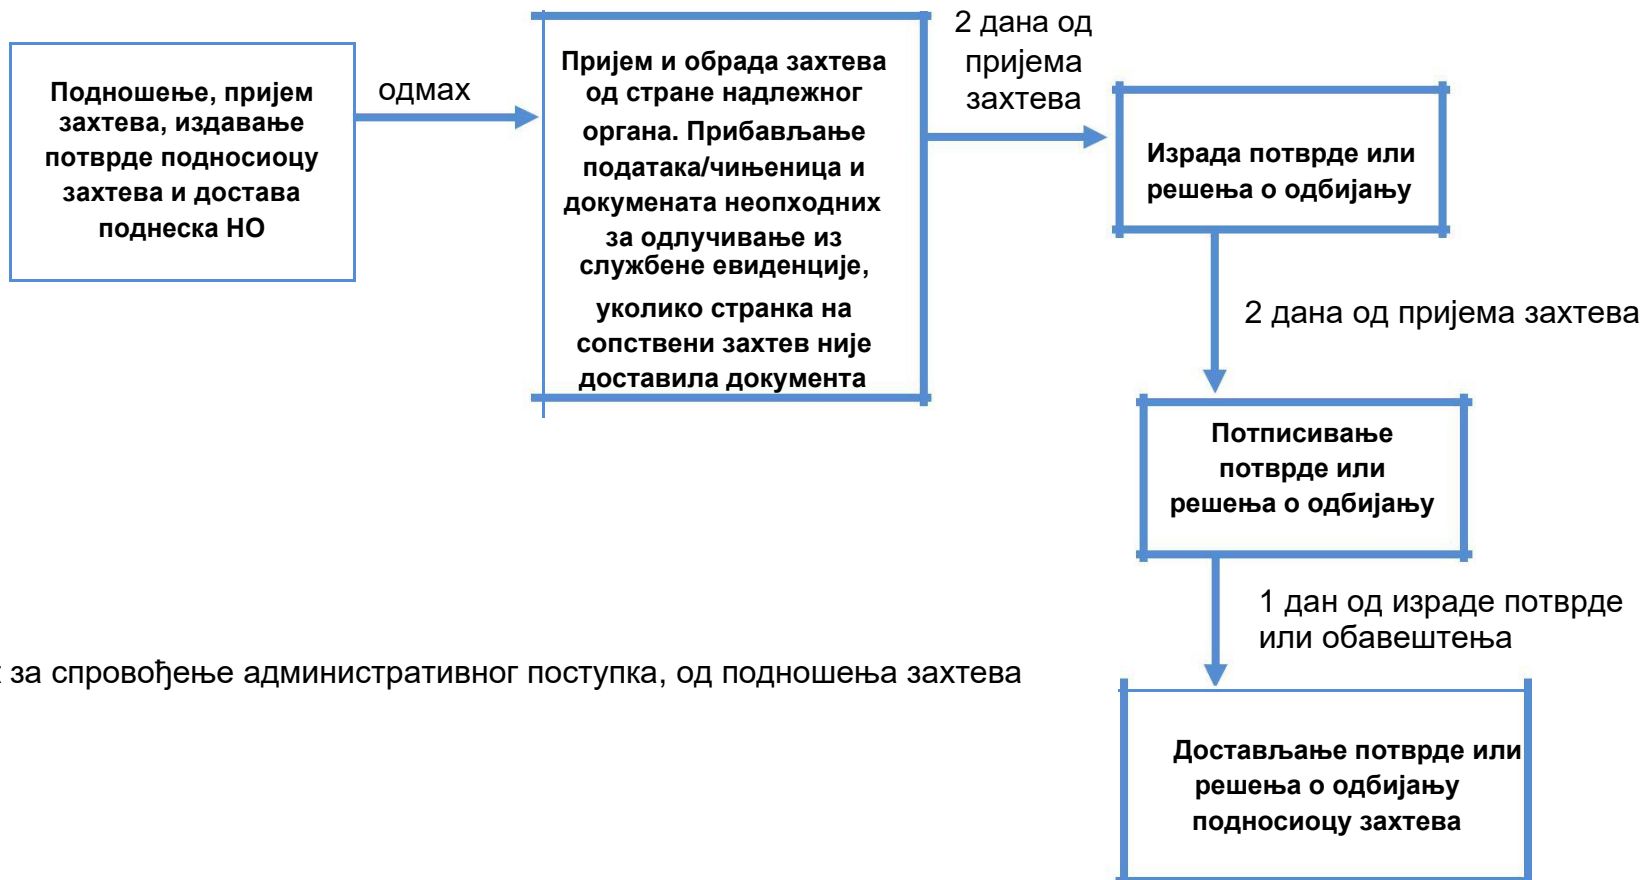 Подношење, пријем
захтева, издавање
потврде подносиоцу
захтева и достава
поднеска НО
одмах
Пријем и обрада захтева
од стране надлежног
органа. Прибављање
података/чињеница и
докумената неопходних
за одлучивање из
службене евиденције,
уколико странка на
сопствени захтев није
доставила документа
2 дана од
пријема
захтева
Израда потврде или
решења о одбијању
2 дана од пријема захтева
Потписивање
потврде или
решења о одбијању
1 дан од израде потврде
или обавештења
за спровођење административног поступка, од подношења захтева
Достављање потврде или
решења о одбијању
подносиоцу захтева